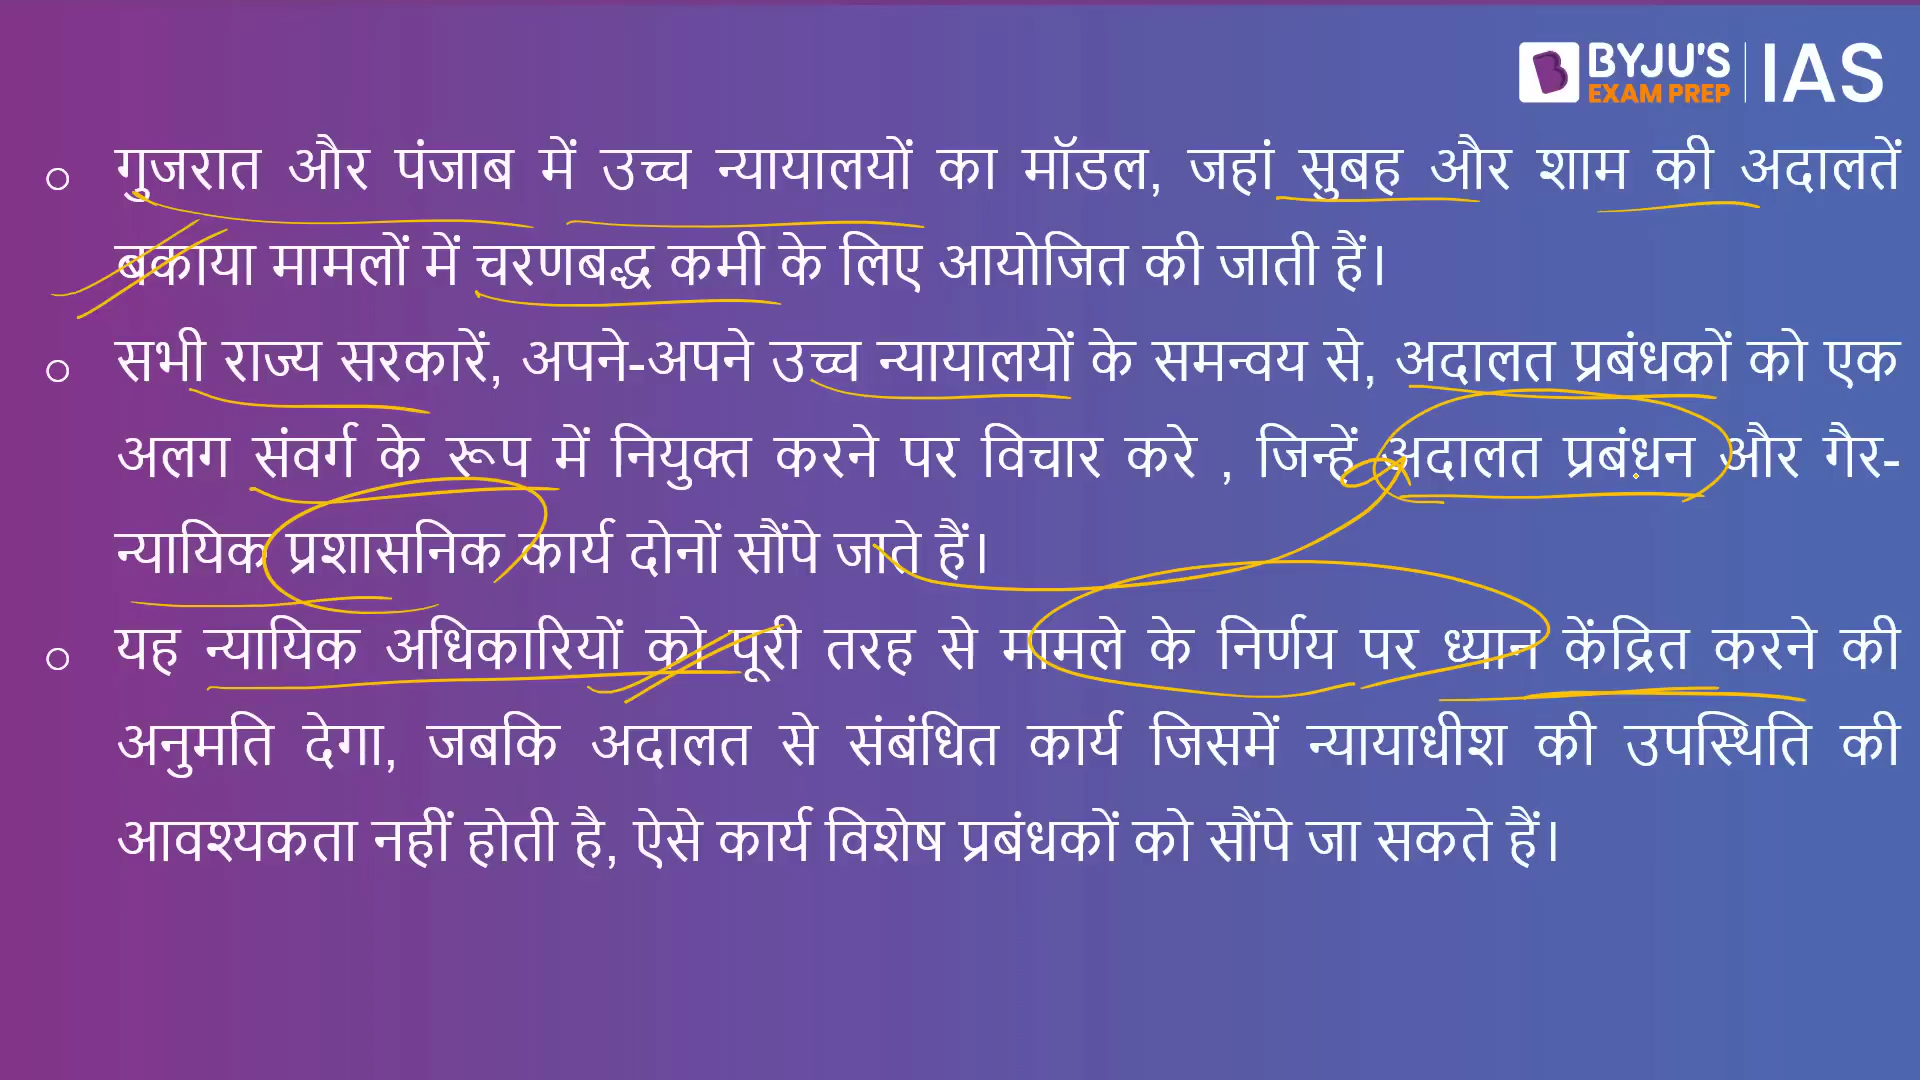 BYJU'S
EXAM PREP
IAS
गुजरात और पंजाब में उच्च न्यायालयों का मॉडल, जहां सुबह और शाम की अदालतें
बकाया मामलों में चरणबद्ध कमी के लिए आयोजित की जाती हैं।
सभी राज्य सरकारें, अपने-अपने उच्च न्यायालयों के समन्वय से, अदालत प्रबंधकों को एक
अलग संवर्ग के रूप में नियुक्त करने पर विचार करे , जिन्हें अदालत प्रबंधन और गैर-
न्यायिक प्रशासनिक कार्य दोनों सौंपे जाते हैं।
यह न्यायिक अधिकारियों को पूरी तरह से मामले के निर्णय पर ध्यान केंद्रित करने की
अनुमति देगा, जबकि अदालत से संबंधित कार्य जिसमें न्यायाधीश की उपस्थिति की
आवश्यकता नहीं होती है, ऐसे कार्य विशेष प्रबंधकों को सौंपे जा सकते हैं।